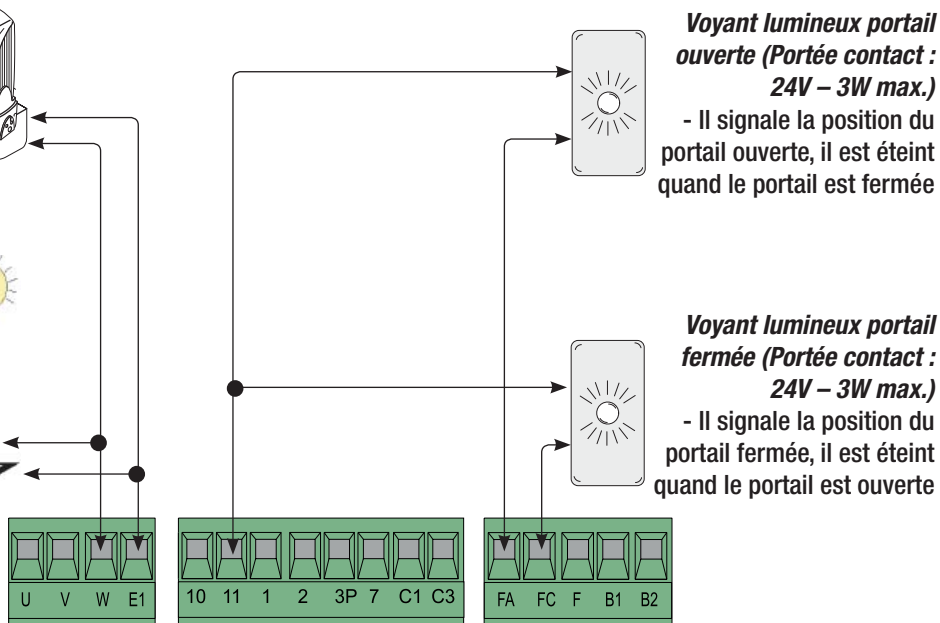 Voyant lumineux portail
ouverte (Portée contact :
24V – 3W max.)
- Il signale la position du
portail ouverte, il est éteint
quand le portail est fermée
Voyant lumineux portail
fermée (Portée contact :
24V – 3W max.)
- Il signale la position du
portail fermée, il est éteint
quand le portail est ouverte
U V W E1
10 11 1 2 3P 7 C1 C3
FA FC F B1 B2